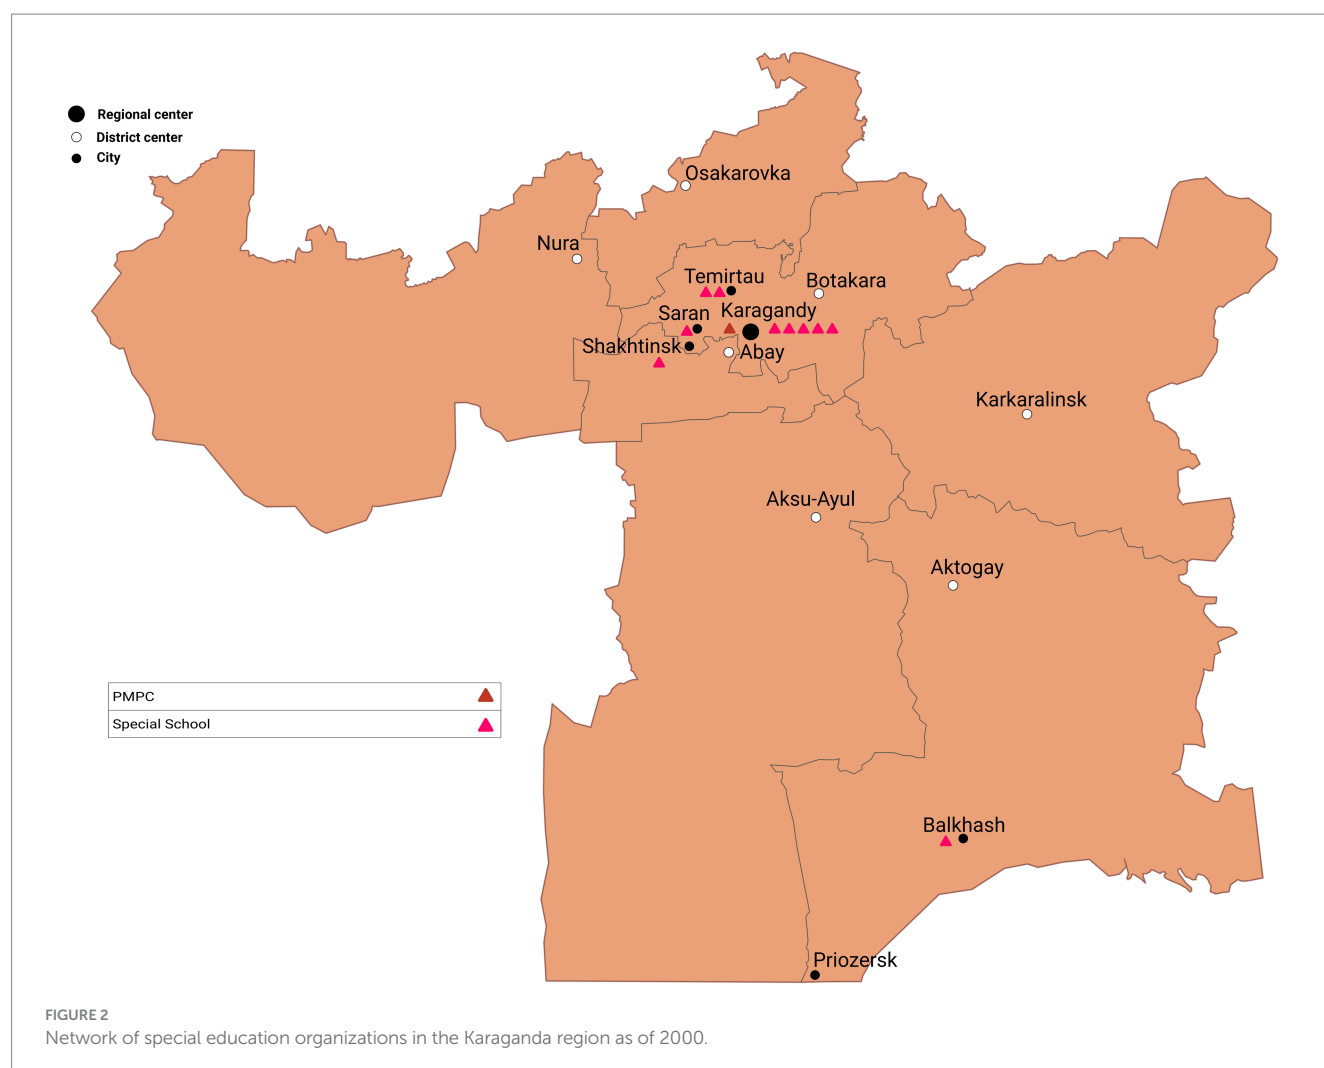 Regional center
District center
City
Osakarovka
Nura
Temirtau
Botakara
Saran
Karagandy
Shakhtinsk
Abay
Karkaralinsk
Aksu-Ayul
Aktogay
PMPC
Special School
Balkhash
Priozersk
FIGURE 2
Network of special education organizations in the Karaganda region as of 2000.